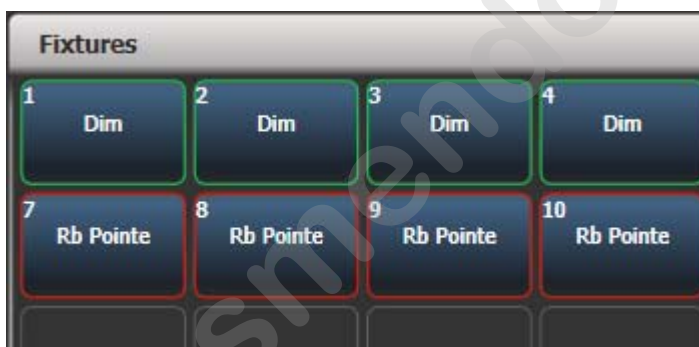 Fixtures
1 Dim 2 Dim 3 Dim 4 Dim
7 Rb Pointe 8 Rb Pointe 9 Rb Pointe 10 Rb Pointe